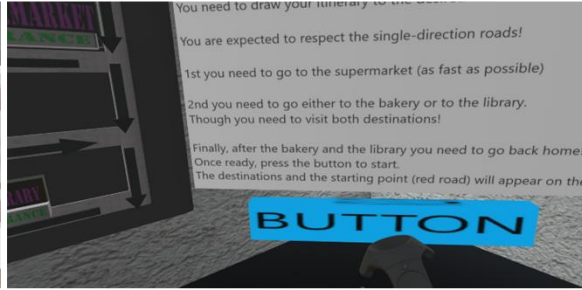 You need to draw your itinerary to the
You are expected to respect the single-direction roads!
1st you need to go to the supermarket (as fast as possible)
2nd you need to go either to the bakery or to the library.
Though you need to visit both destinations!
Finally, after the bakery and the library you need to go back home
Once ready, press the button to start.
The destinations and the starting point (red road) will appear on the
MARKET
RANCE
RARY
RANCE
BUTTON